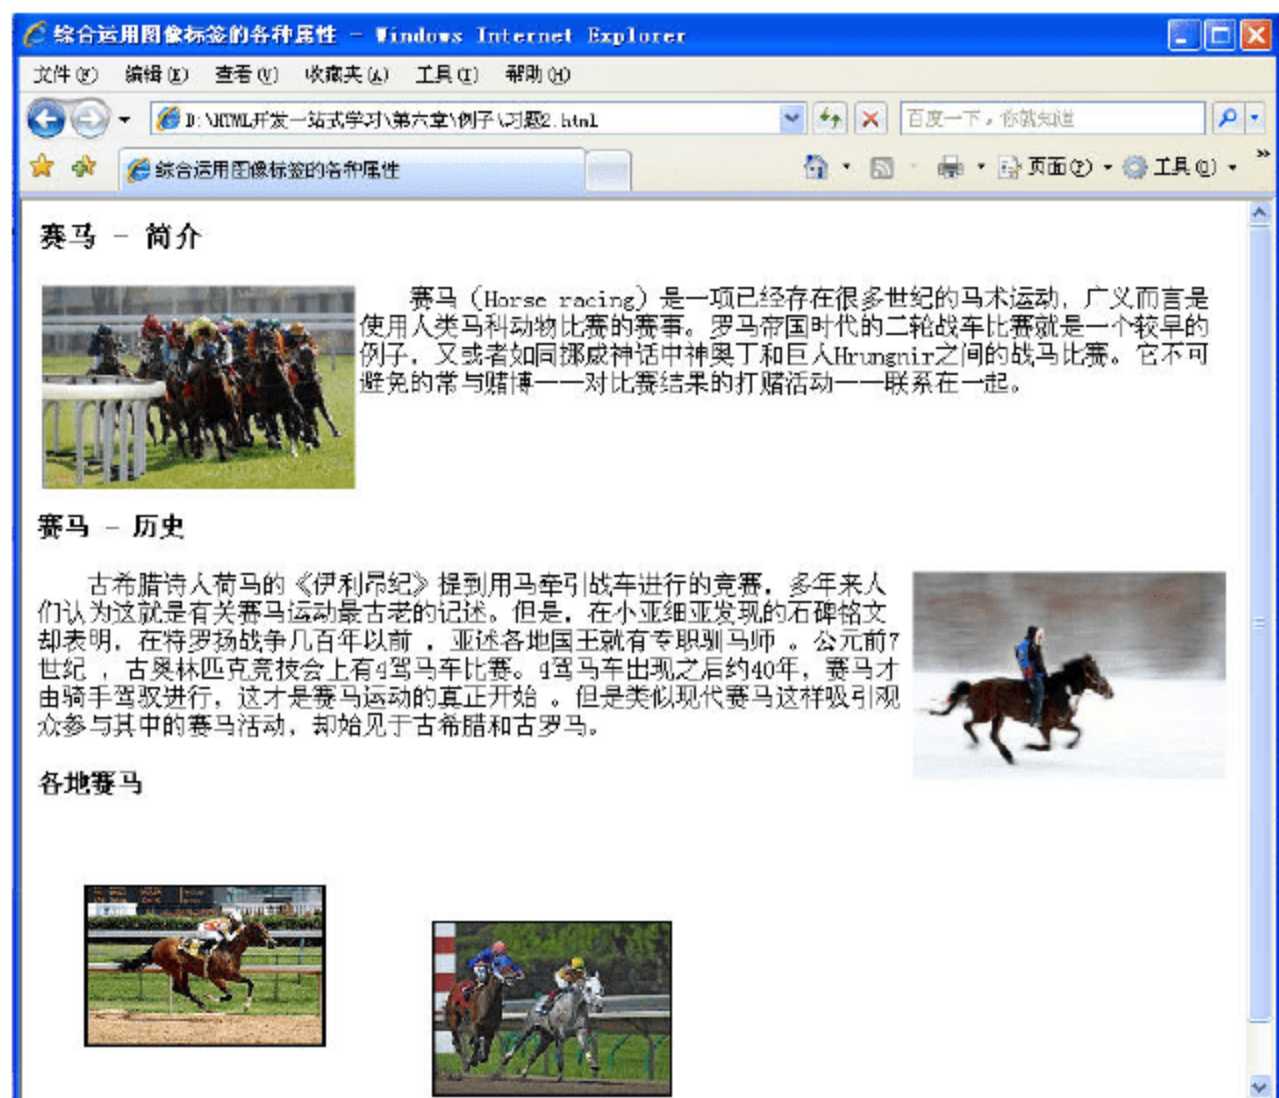 综合运用图像标签的各种属性 - Windows Internet Explorer
文件(F) 编辑(E) 查看(V) 收藏夹(A) 工具(T) 帮助(H)
D:\HTML开发一站式学习\第六章\例子\习题2.html
百度一下，你就知道
综合运用图像标签的各种属性
页面(P) 工具(O)
赛马 - 简介
赛马（Horse racing）是一项已经存在很多世纪的马术运动，广义而言是
使用人类马科动物比赛的赛事。罗马帝国时代的二轮战车比赛就是一个较早的
例子，又或者如同挪威神话中神奥丁和巨人Hrungnir之间的战马比赛。它不可
避免的常与赌博——对比赛结果的打赌活动——联系在一起。
赛马 - 历史
古希腊诗人荷马的《伊利昂纪》提到用马牵引战车进行的竞赛，多年来人
们认为这就是有关赛马运动最古老的记述。但是，在小亚细亚发现的石碑铭文
却表明，在特罗扬战争几百年以前 ，亚述各地国王就有专职驯马师 。公元前7
世纪 ，古奥林匹克竞技会上有4驾马车比赛。4驾马车出现之后约40年，赛马才
由骑手驾驭进行，这才是赛马运动的真正开始 。但是类似现代赛马这样吸引观
众参与其中的赛马活动，却始见于古希腊和古罗马。
各地赛马